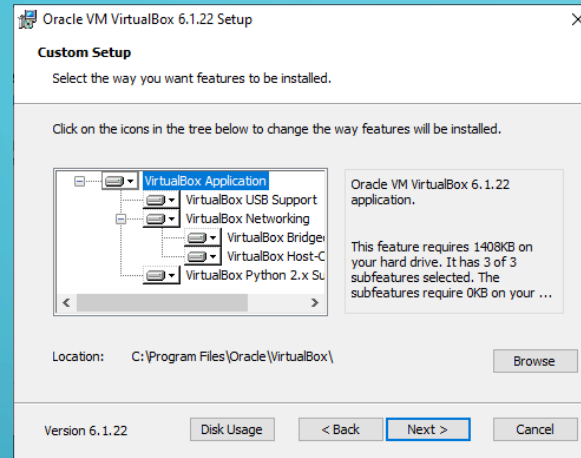 Oracle VM VirtualBox 6.1.22 Setup
Custom Setup
Select the way you want features to be installed.
Click on the icons in the tree below to change the way features will be installed.
VirtualBox Application
VirtualBox USB Support
VirtualBox Networking
VirtualBox Bridge
VirtualBox Host-C
VirtualBox Python 2.x Su
Oracle VM VirtualBox 6.1.22
application.
This feature requires 1408KB on
your hard drive. It has 3 of 3
subfeatures selected. The
subfeatures require 0KB on your ...
Location: C:\Program Files\Oracle\VirtualBox\
Browse
Version 6.1.22
Disk Usage
< Back
Next >
Cancel